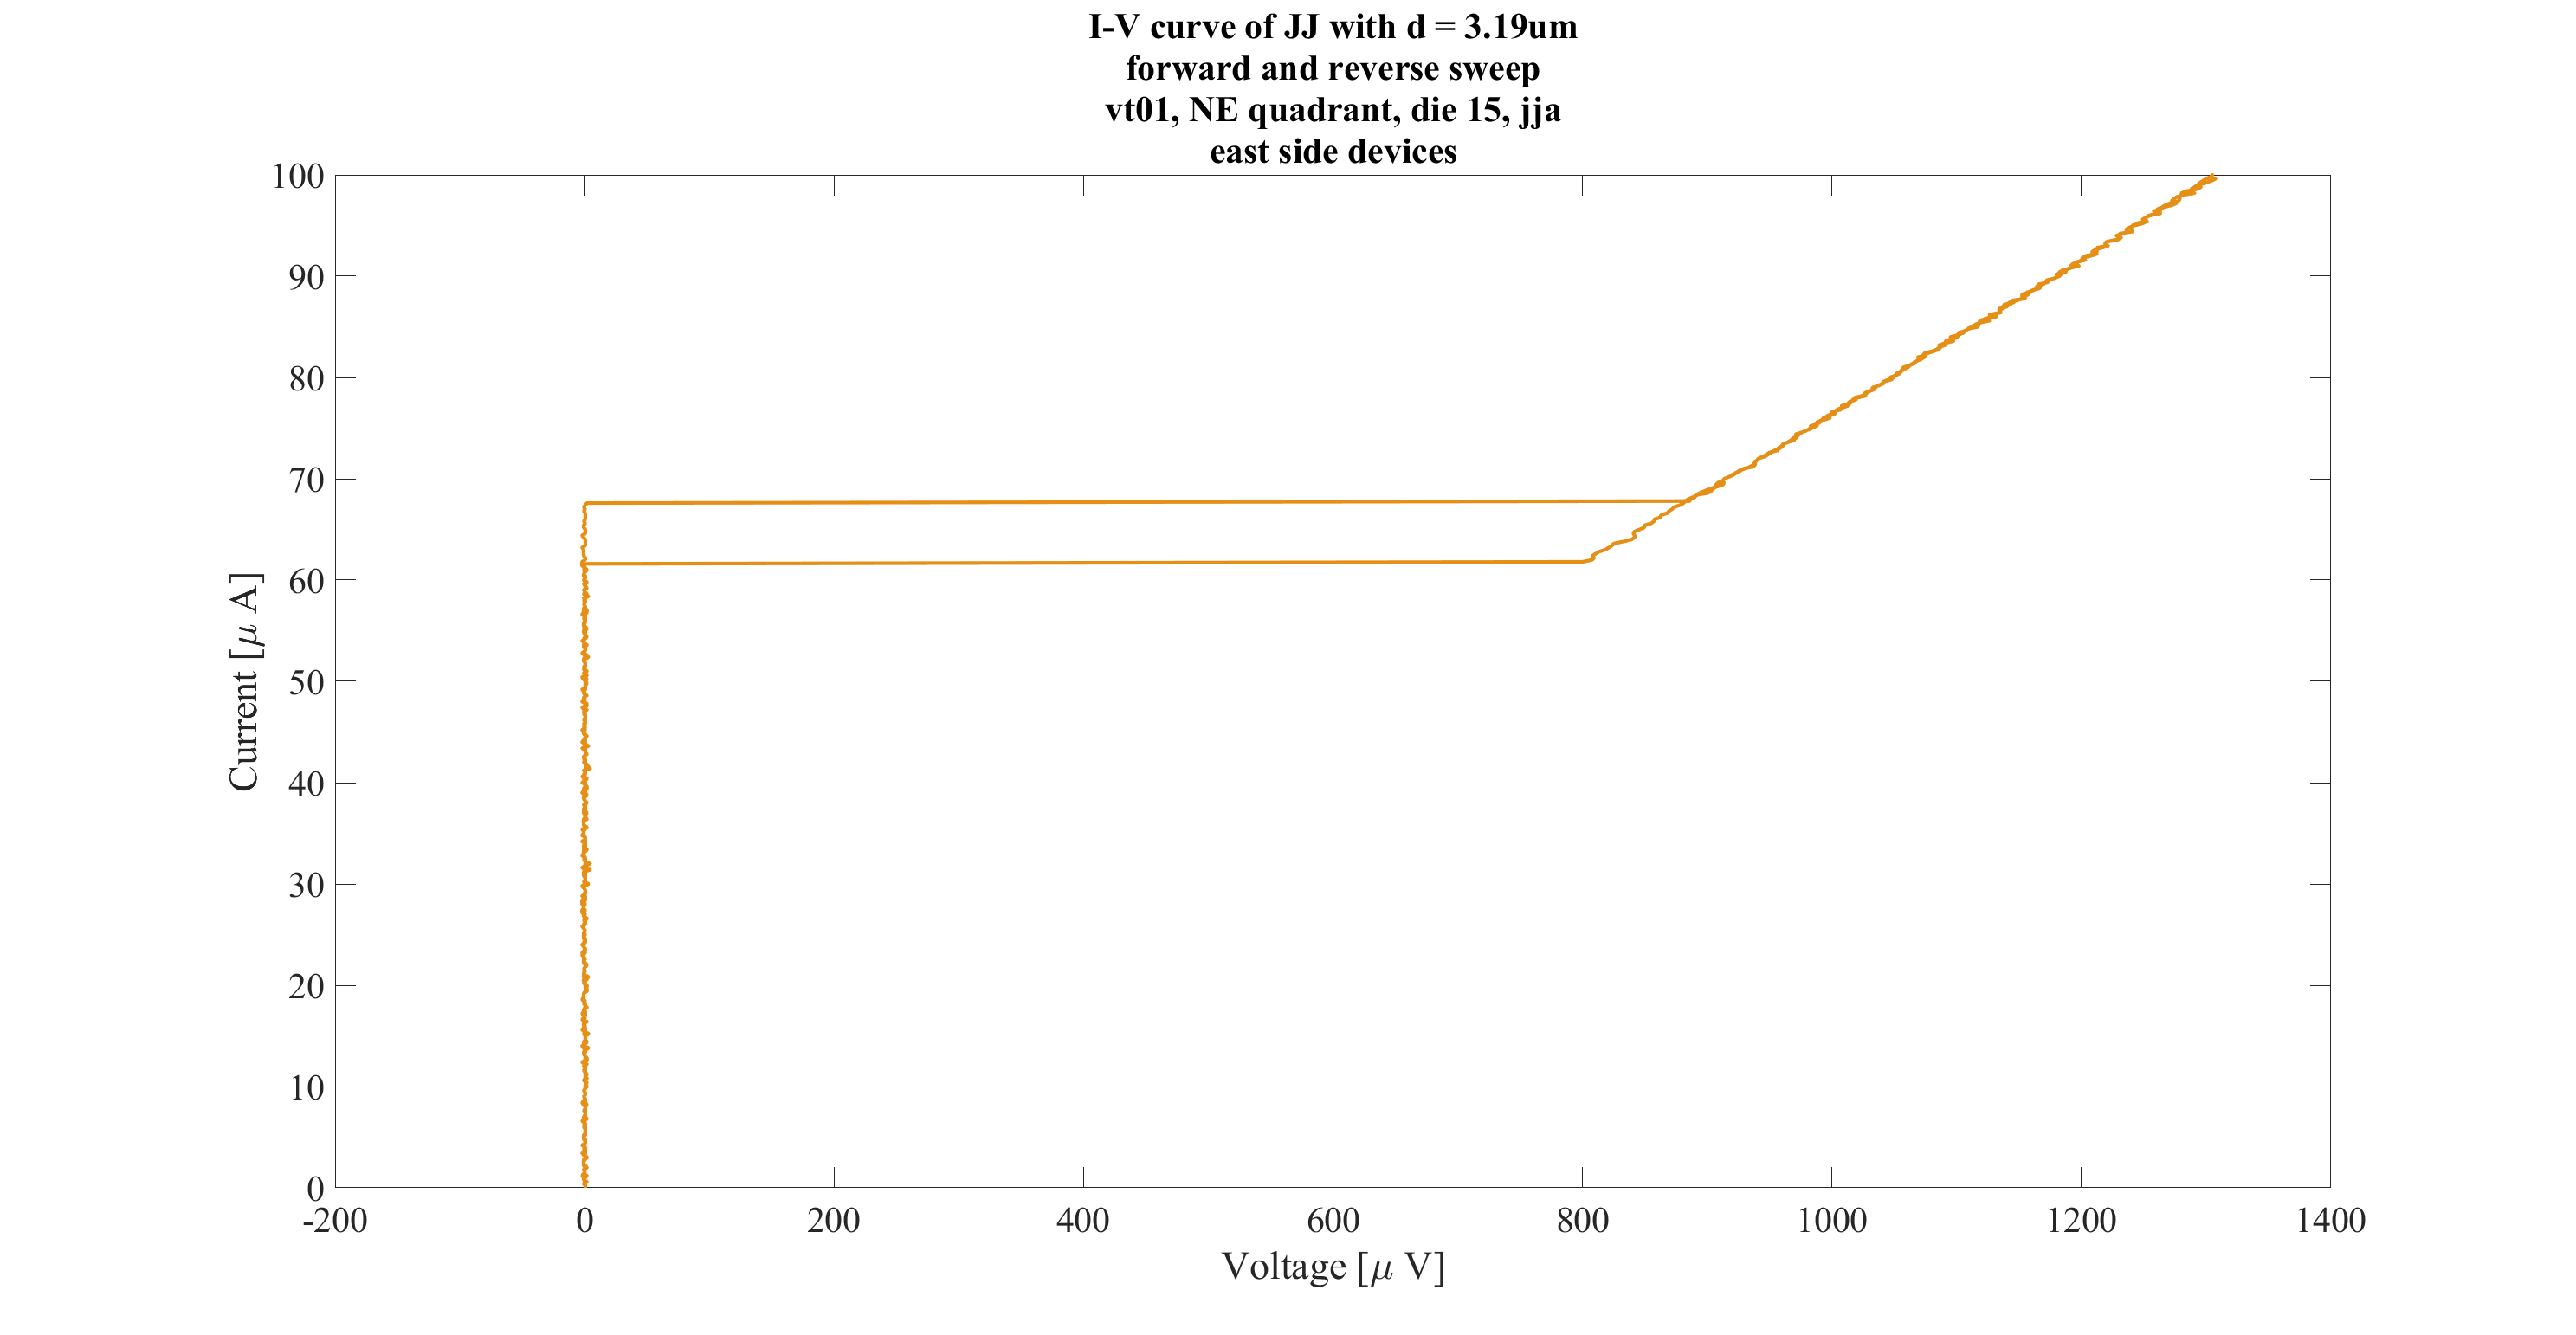 I-V curve of JJ with d = 3.19um
forward and reverse sweep
vt01, NE quadrant, die 15, jja
east side devices
100
90
80
70
60
50
40
30
20
10
0
Current [μ A]
-200 0 200 400 600 800 1000 1200 1400
Voltage [μ V]